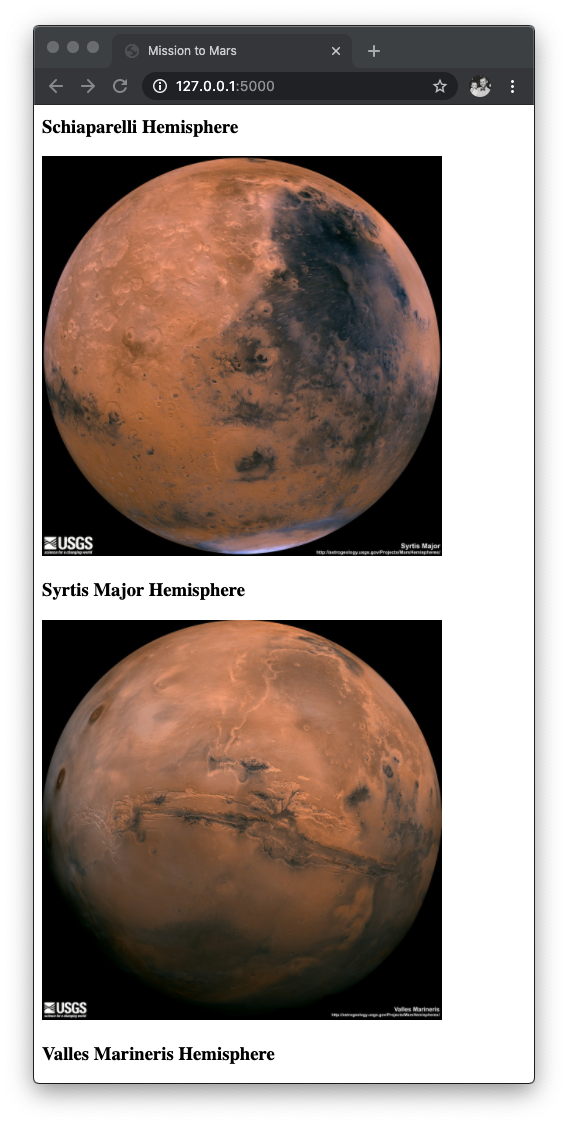 Mission to Mars
127.0.0.1:5000
Schiaparelli Hemisphere
USGS
science for a changing world
Syrtis Major
http://astrogeology.usgs.gov/Projects/MarsHemispheres/
Syrtis Major Hemisphere
USGS
science for a changing world
Valles Marineris
http://astrogeology.usgs.gov/Projects/MarsHemispheres/
Valles Marineris Hemisphere